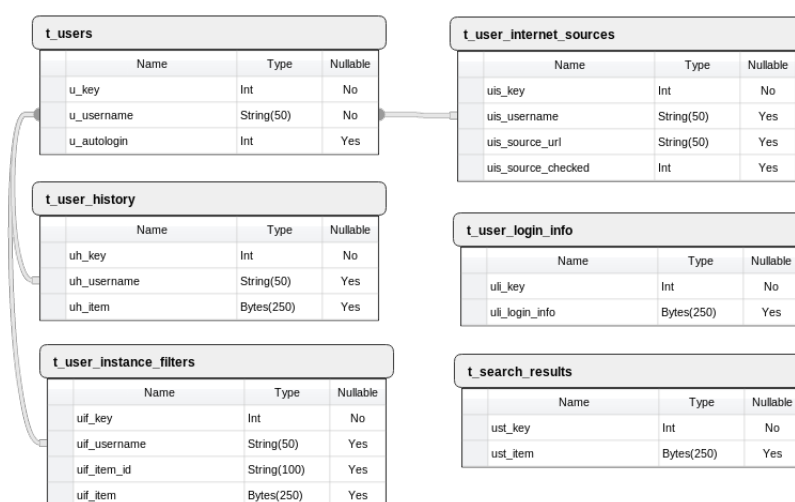 t_users
Name Type Nullable
u_key Int No
u_username String(50) No
u_autologin Int Yes
t_user_history
Name Type Nullable
uh_key Int No
uh_username String(50) Yes
uh_item Bytes(250) Yes
t_user_instance_filters
Name Type Nullable
uif_key Int No
uif_username String(50) Yes
uif_item_id String(100) Yes
uif_item Bytes(250) Yes
t_user_internet_sources
Name Type Nullable
uis_key Int No
uis_username String(50) Yes
uis_source_url String(50) Yes
uis_source_checked Int Yes
t_user_login_info
Name Type Nullable
uli_key Int No
uli_login_info Bytes(250) Yes
t_search_results
Name Type Nullable
ust_key Int No
ust_item Bytes(250) Yes